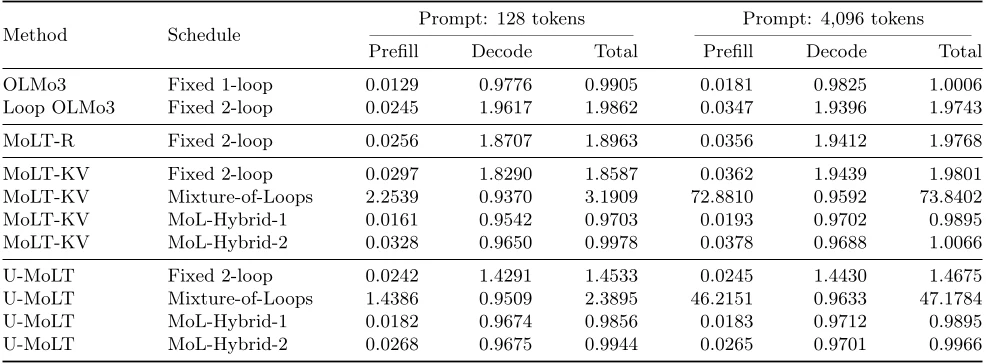 Method Schedule Prompt: 128 tokens Prompt: 4,096 tokens
Prefill Decode Total Prefill Decode Total
OLMo3 Fixed 1-loop 0.0129 0.9776 0.9905 0.0181 0.9825 1.0006
Loop OLMo3 Fixed 2-loop 0.0245 1.9617 1.9862 0.0347 1.9396 1.9743
MoLT-R Fixed 2-loop 0.0256 1.8707 1.8963 0.0356 1.9412 1.9768
MoLT-KV Fixed 2-loop 0.0297 1.8290 1.8587 0.0362 1.9439 1.9801
MoLT-KV Mixture-of-Loops 2.2539 0.9370 3.1909 72.8810 0.9592 73.8402
MoLT-KV MoL-Hybrid-1 0.0161 0.9542 0.9703 0.0193 0.9702 0.9895
MoLT-KV MoL-Hybrid-2 0.0328 0.9650 0.9978 0.0378 0.9688 1.0066
U-MoLT Fixed 2-loop 0.0242 1.4291 1.4533 0.0245 1.4430 1.4675
U-MoLT Mixture-of-Loops 1.4386 0.9509 2.3895 46.2151 0.9633 47.1784
U-MoLT MoL-Hybrid-1 0.0182 0.9674 0.9856 0.0183 0.9712 0.9895
U-MoLT MoL-Hybrid-2 0.0268 0.9675 0.9944 0.0265 0.9701 0.9966